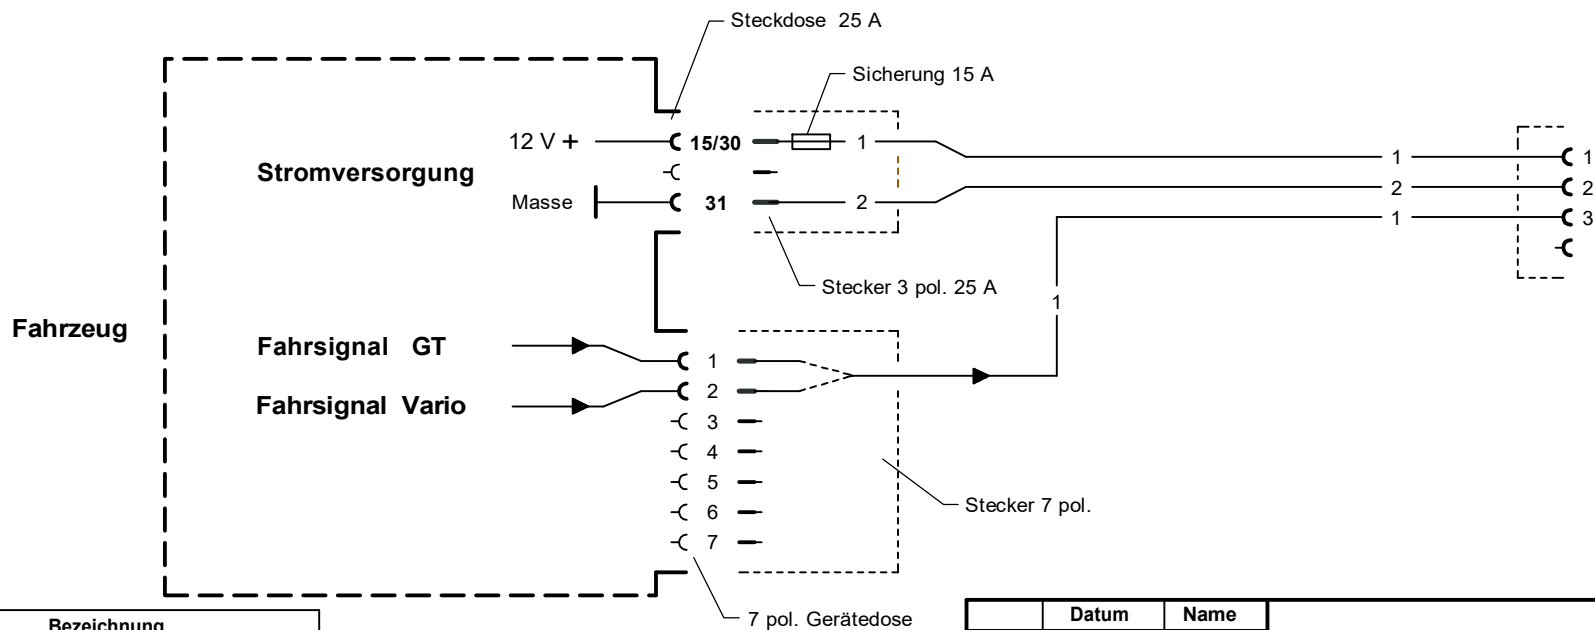 Steckdose 25 A
Sicherung 15 A
12 V + 15/30 1
1 1
Stromversorgung
2 2
Masse 31 2
1 3
Stecker 3 pol. 25 A
1
Fahrzeug
Fahrsignal GT
1
Fahrsignal Vario
2
3
4
5
6
7
Stecker 7 pol.
7 pol. Gerätedose
Bezeichnung
Datum Name